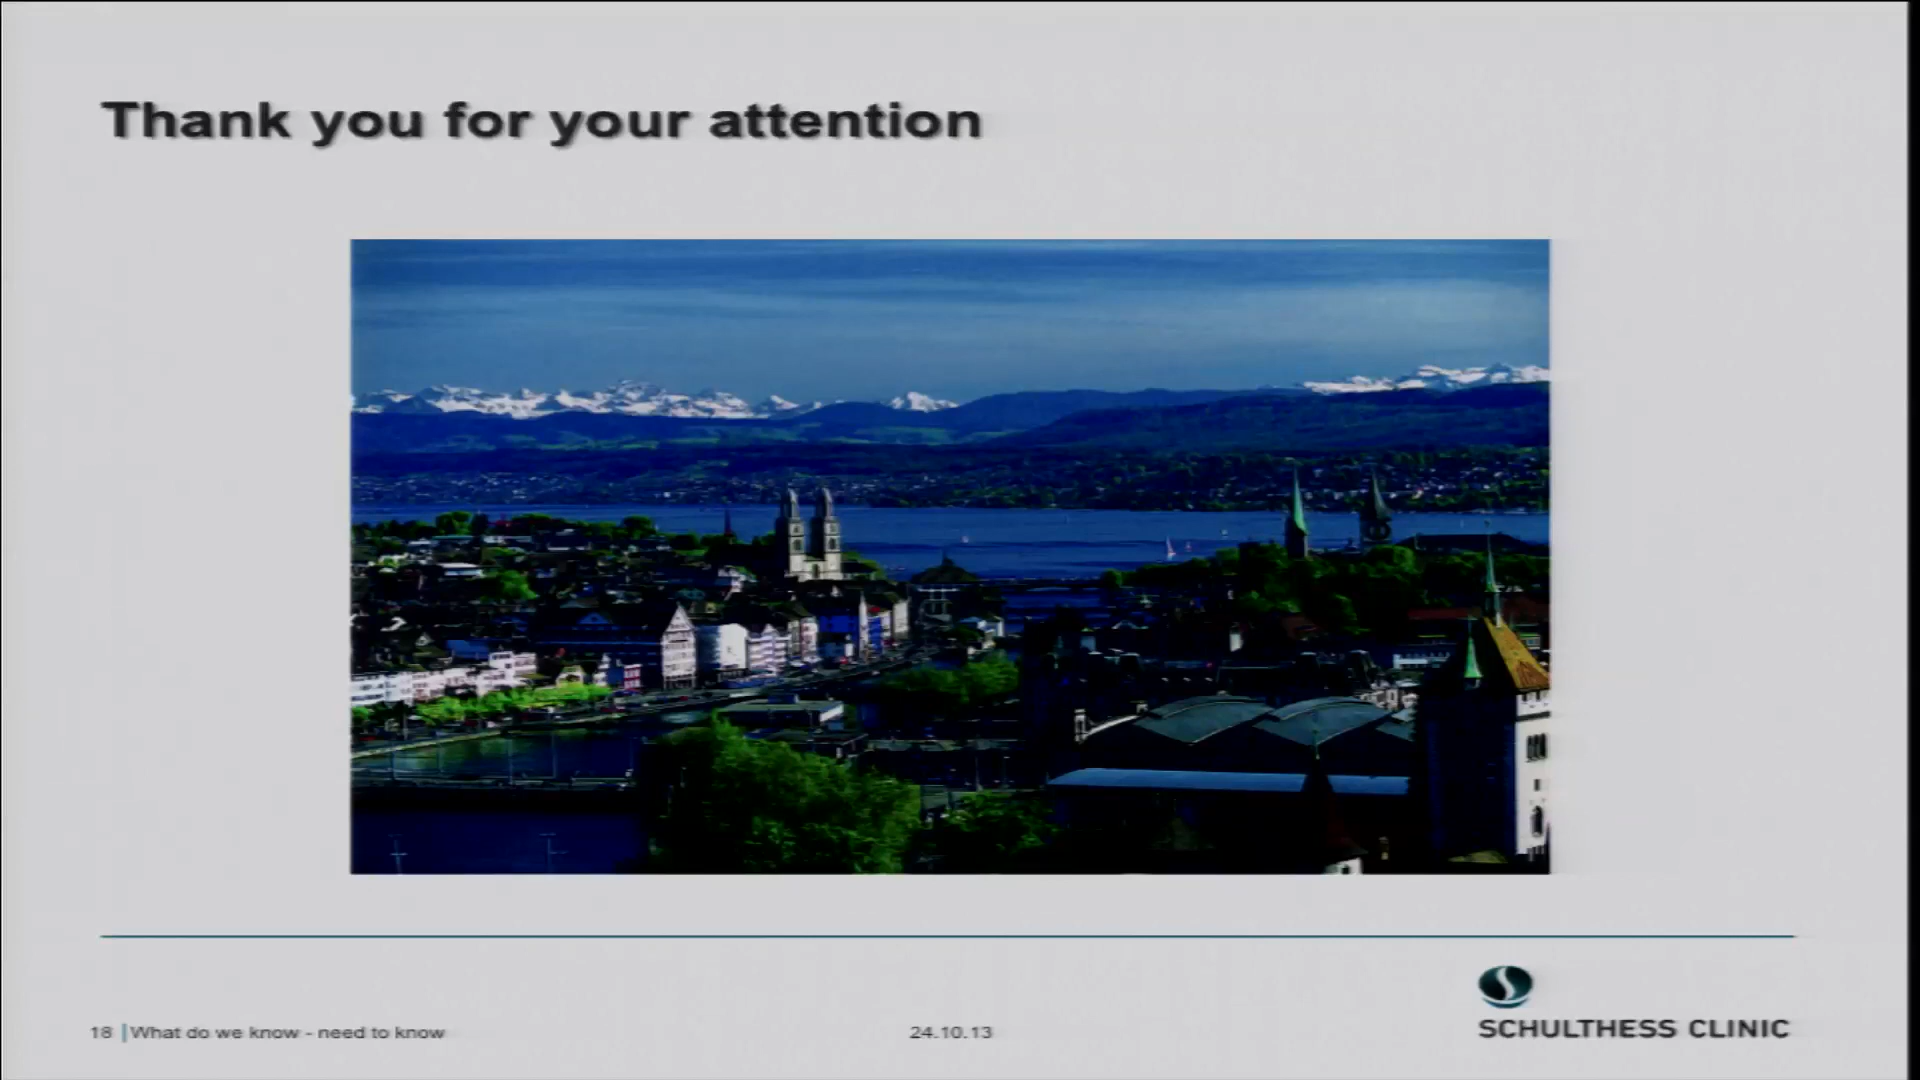 Thank you for your attention
18 | What do we know - need to know
24.10.13
SCHULTHESS CLINIC